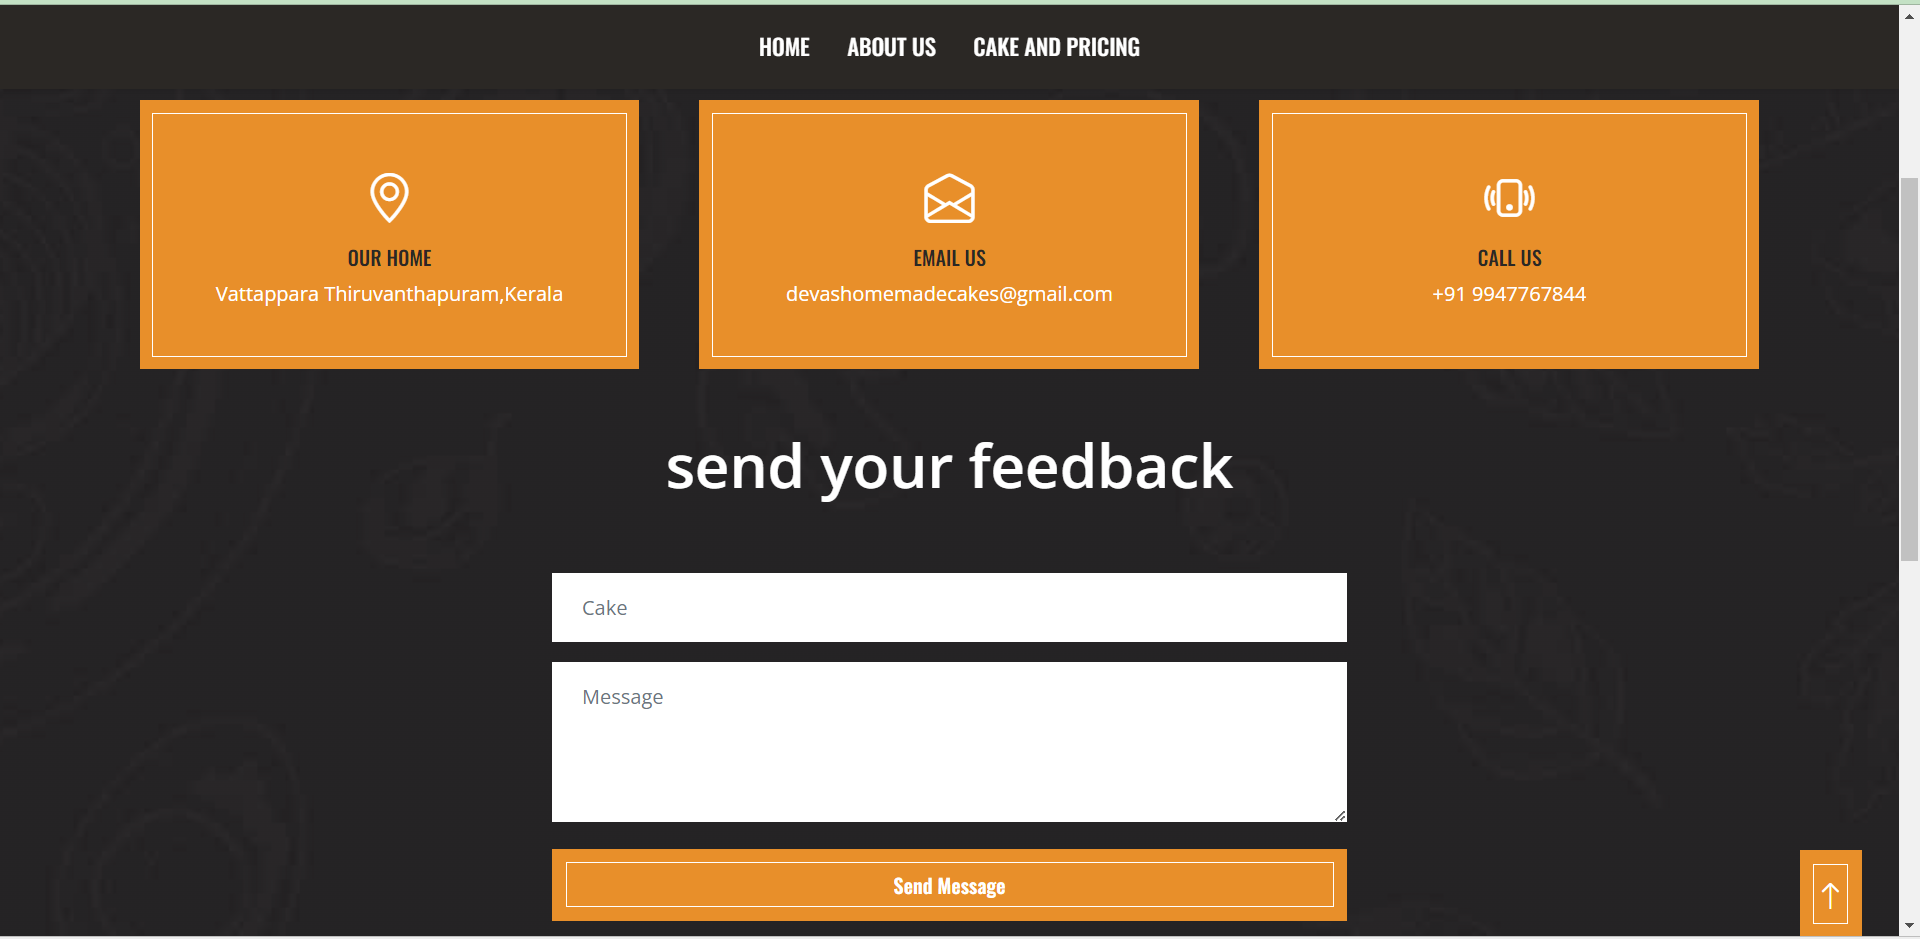 HOME ABOUT US CAKE AND PRICING
OUR HOME
Vattappara Thiruvanthapuram,Kerala
EMAIL US
devashomemadecakes@gmail.com
CALL US
+91 9947767844
send your feedback
Cake
Message
Send Message